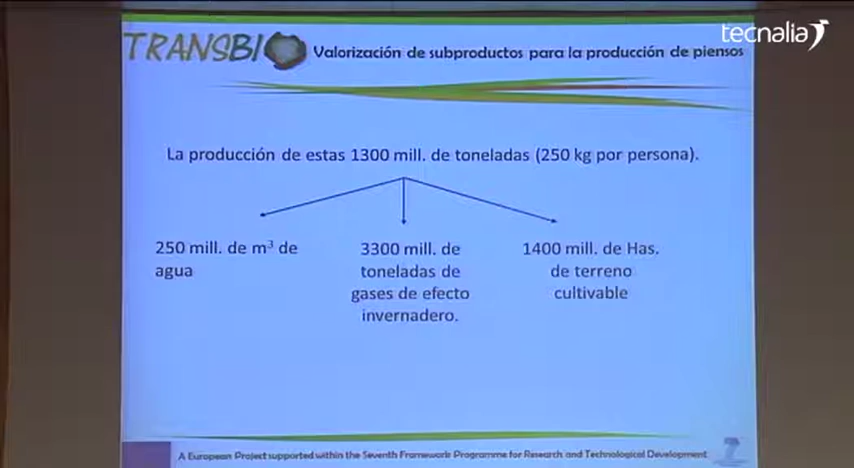 tecnalia
TRANSBIO
Valorización de subproductos para la producción de piensos
La producción de estas 1300 mill. de toneladas (250 kg por persona).
250 mill. de m³ de
agua
3300 mill. de
toneladas de
gases de efecto
invernadero.
1400 mill. de Has.
de terreno
cultivable
A European Project supported within the Seventh Framework Programme for Research and Technological Development